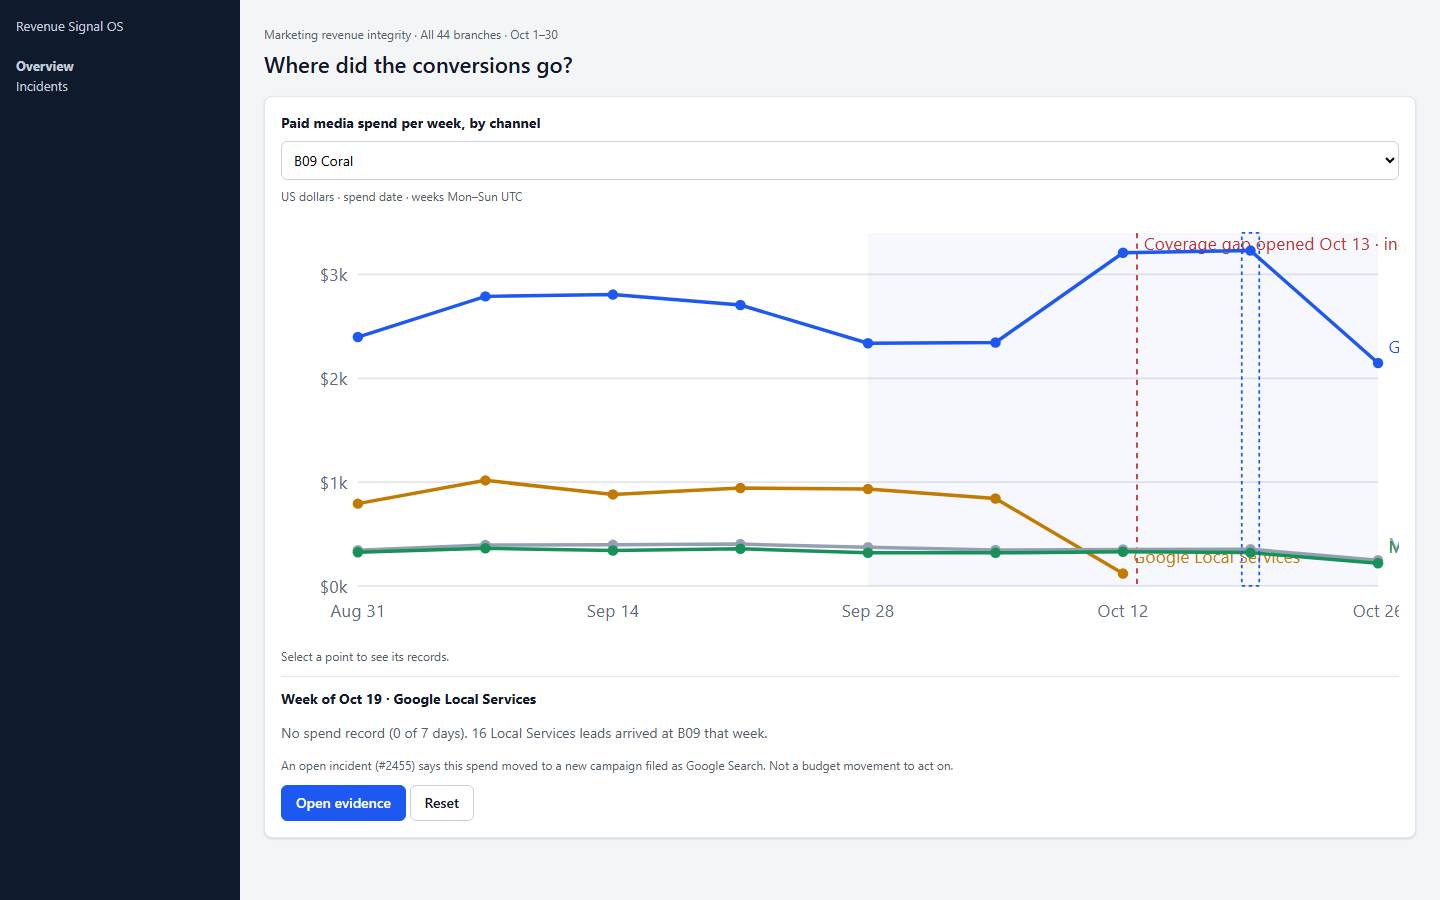 Revenue Signal OS
Overview
Incidents
Marketing revenue integrity · All 44 branches · Oct 1–30
Where did the conversions go?
Paid media spend per week, by channel
B09 Coral
US dollars · spend date · weeks Mon–Sun UTC
Coverage gap opened Oct 13 · in
$3k
G
$2k
$1k
M
Google Local Services
$0k
Aug 31 Sep 14 Sep 28 Oct 12 Oct 26
Select a point to see its records.
Week of Oct 19 · Google Local Services
No spend record (0 of 7 days). 16 Local Services leads arrived at B09 that week.
An open incident (#2455) says this spend moved to a new campaign filed as Google Search. Not a budget movement to act on.
Open evidence Reset